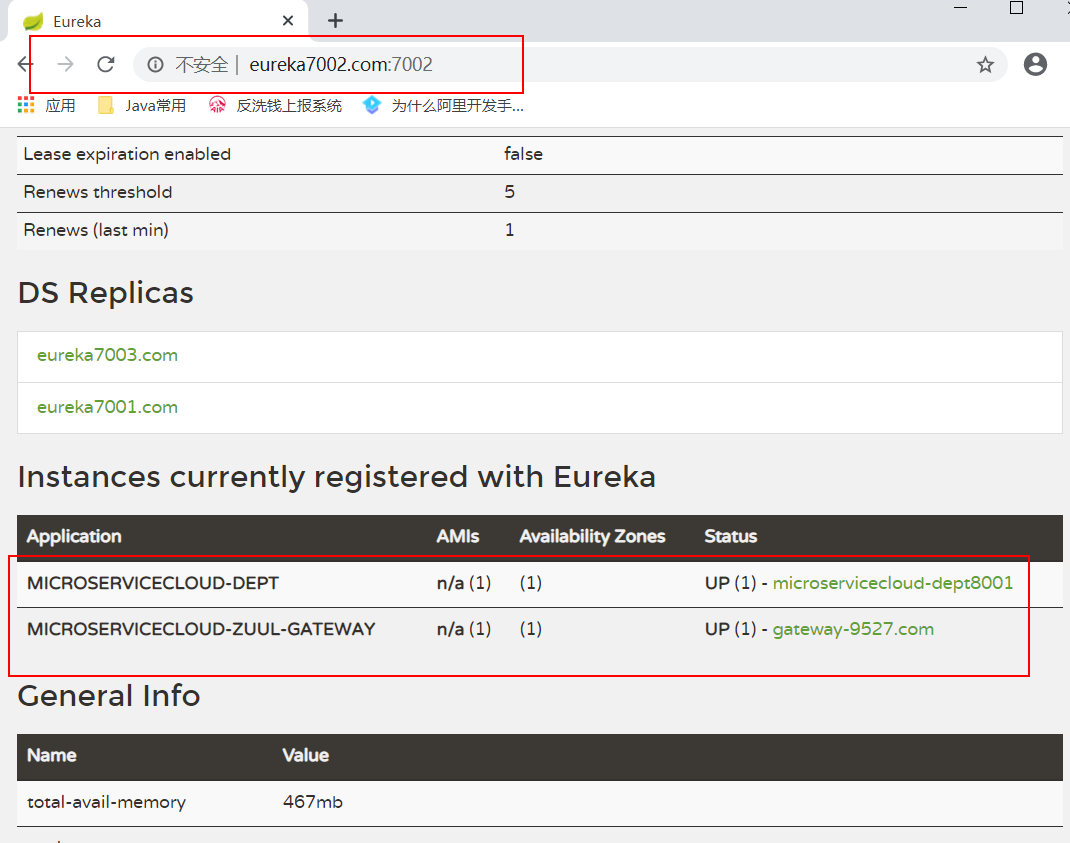 Eureka
不安全 | eureka7002.com:7002
应用 Java常用 反洗钱上报系统 为什么阿里开发手...
Lease expiration enabled false
Renews threshold 5
Renews (last min) 1
DS Replicas
eureka7003.com
eureka7001.com
Instances currently registered with Eureka
Application AMIs Availability Zones Status
MICROSERVICECLOUD-DEPT n/a (1) (1) UP (1) - microservicecloud-dept8001
MICROSERVICECLOUD-ZUUL-GATEWAY n/a (1) (1) UP (1) - gateway-9527.com
General Info
Name Value
total-avail-memory 467mb